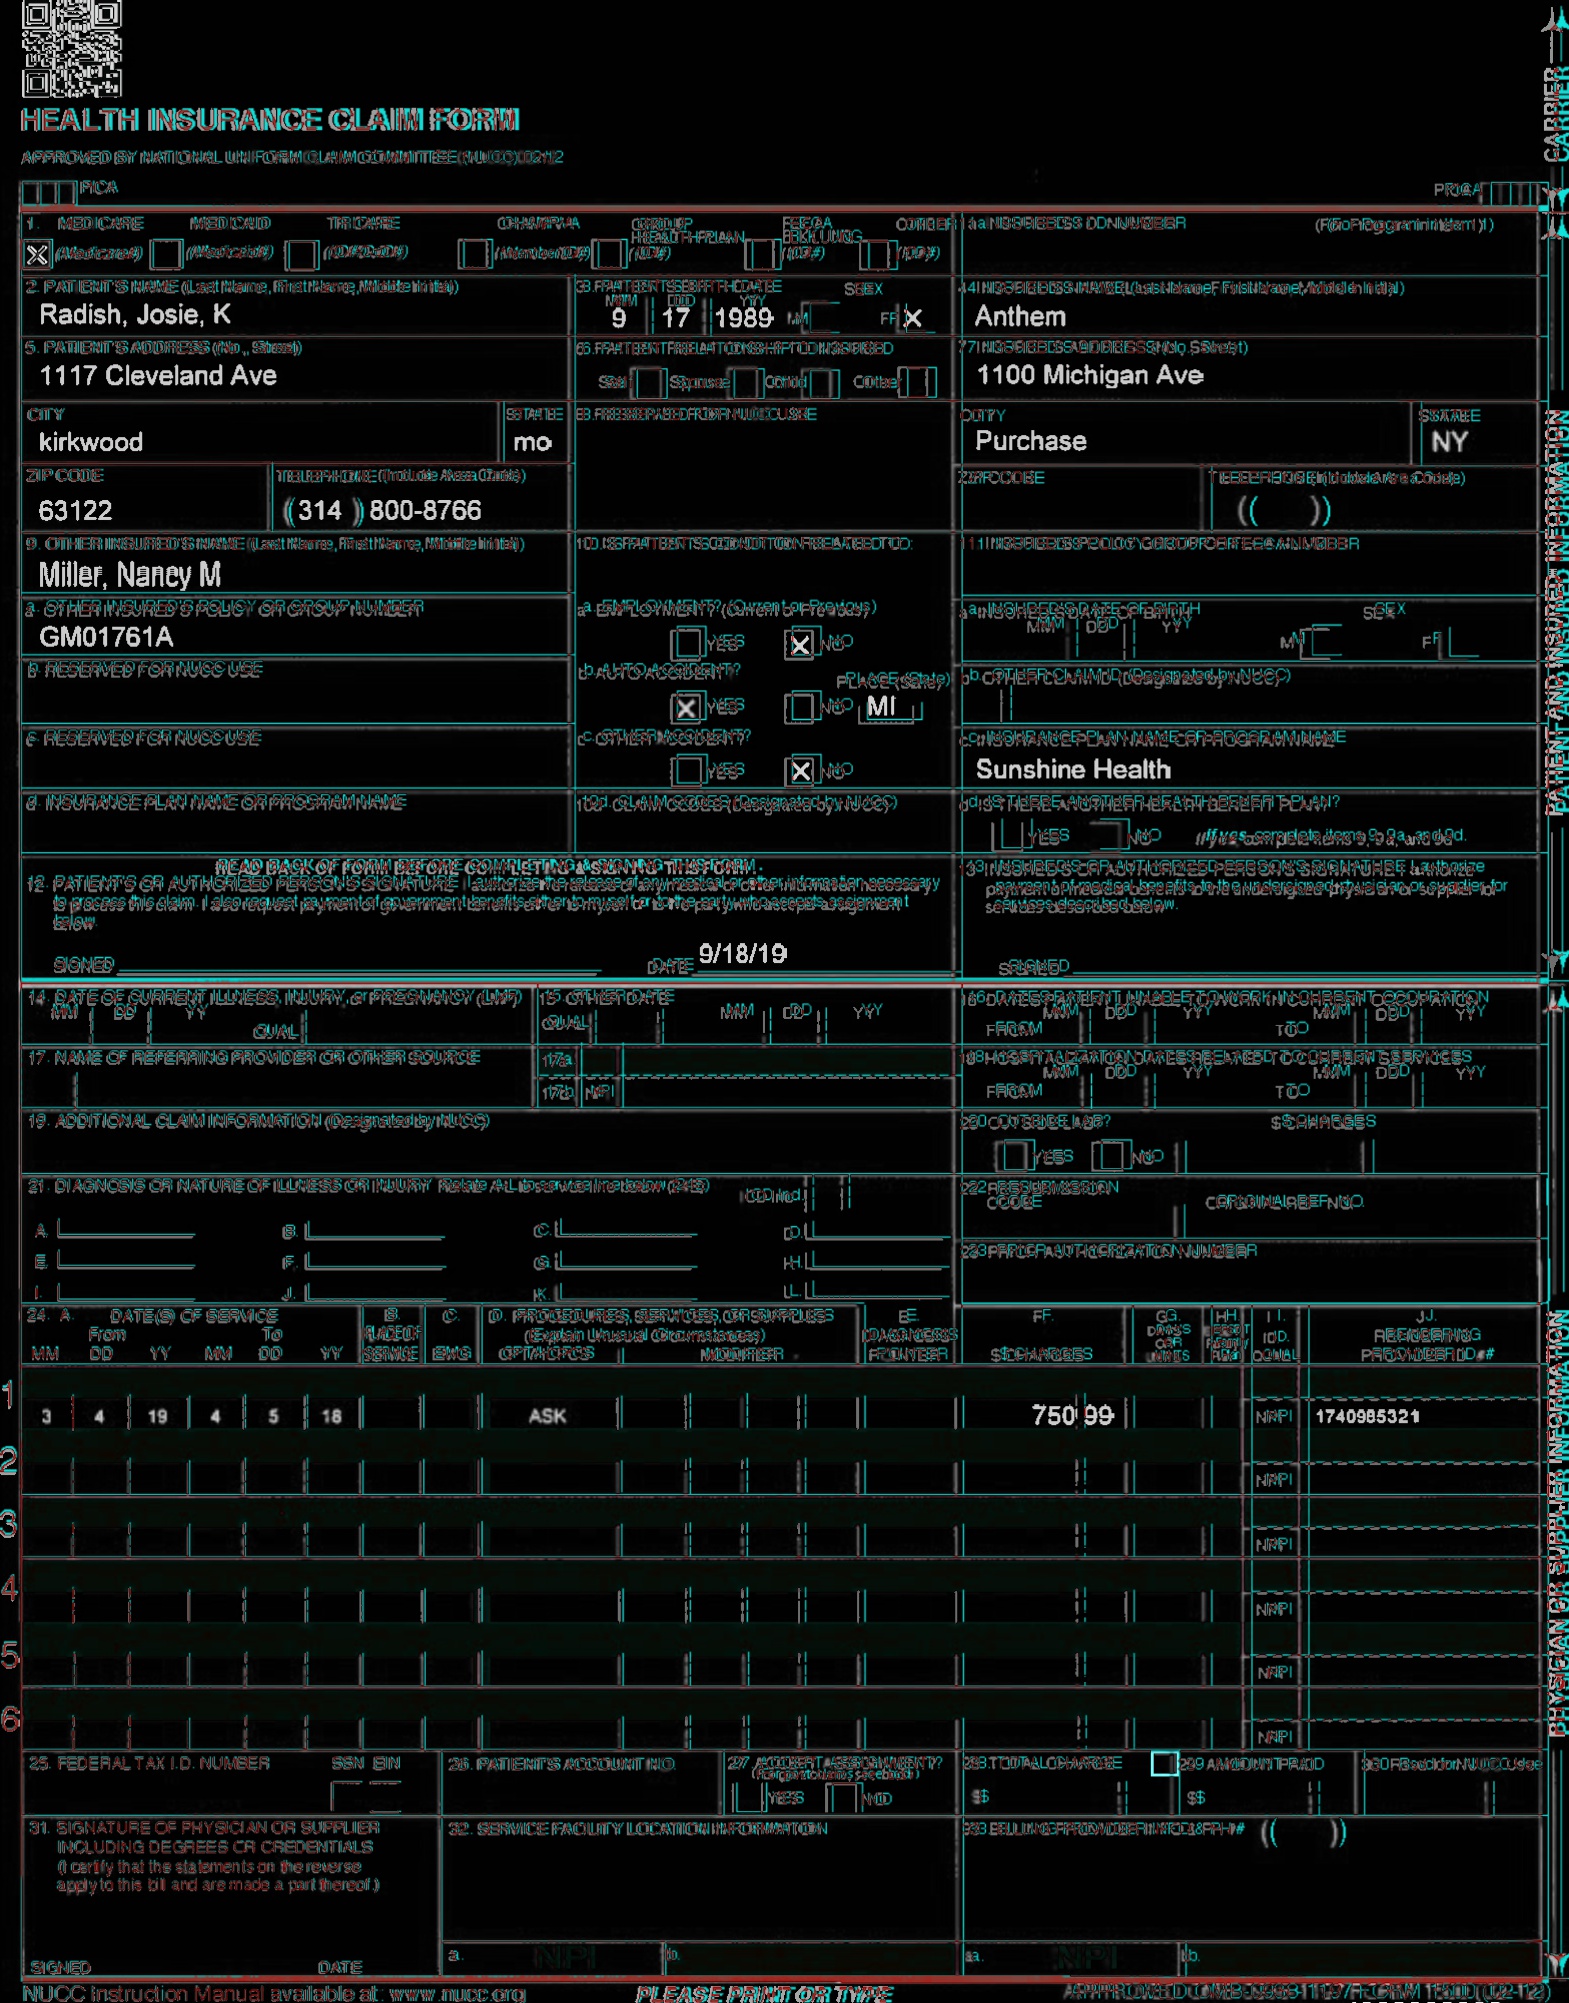 HEALTH INSURANCE CLAIM FORM
APPROVED BY NATIONAL UNIFORM CLAIM COMMITTEE (NUCC) 02/12
PICA PICA
1. MEDICARE MEDICAID TRICARE CHAMPVA GROUP HEALTH PLAN FECA BLK LUNG OTHER 1a. INSURED'S I.D. NUMBER (For Program in Item 1)
X (Medicare#) (Medicaid#) (ID#/DoD#) (Member ID#) (ID#) (ID#) (ID#)
2. PATIENT'S NAME (Last Name, First Name, Middle Initial) 3. PATIENT'S BIRTH DATE SEX 4. INSURED'S NAME (Last Name, First Name, Middle Initial)
MM DD YY
Radish, Josie, K 9 17 1989 M F X Anthem
5. PATIENT'S ADDRESS (No., Street) 6. PATIENT RELATIONSHIP TO INSURED 7. INSURED'S ADDRESS (No., Street)
1117 Cleveland Ave Self Spouse Child Other 1100 Michigan Ave
CITY STATE 8. RESERVED FOR NUCC USE CITY STATE
kirkwood mo Purchase NY
ZIP CODE TELEPHONE (Include Area Code) ZIP CODE TELEPHONE (Include Area Code)
63122 (314 ) 800-8766 ( )
9. OTHER INSURED'S NAME (Last Name, First Name, Middle Initial) 10. IS PATIENT'S CONDITION RELATED TO: 11. INSURED'S POLICY GROUP OR FECA NUMBER
Miller, Nancy M
a. OTHER INSURED'S POLICY OR GROUP NUMBER a. EMPLOYMENT? (Current or Previous) a. INSURED'S DATE OF BIRTH SEX
MM DD YY
GM01761A YES X NO M F
b. RESERVED FOR NUCC USE b. AUTO ACCIDENT? PLACE (State) b. OTHER CLAIM ID (Designated by NUCC)
X YES NO MI
c. RESERVED FOR NUCC USE c. OTHER ACCIDENT? c. INSURANCE PLAN NAME OR PROGRAM NAME
YES X NO Sunshine Health
d. INSURANCE PLAN NAME OR PROGRAM NAME 10d. CLAIM CODES (Designated by NUCC) d. IS THERE ANOTHER HEALTH BENEFIT PLAN?
YES NO If yes, complete items 9, 9a, and 9d.
READ BACK OF FORM BEFORE COMPLETING & SIGNING THIS FORM.
12. PATIENT'S OR AUTHORIZED PERSON'S SIGNATURE I authorize the release of any medical or other information necessary
to process this claim. I also request payment of government benefits either to myself or to the party who accepts assignment
below.
13. INSURED'S OR AUTHORIZED PERSON'S SIGNATURE I authorize
payment of medical benefits to the undersigned physician or supplier for
services described below.
SIGNED DATE 9/18/19 SIGNED
14. DATE OF CURRENT ILLNESS, INJURY, or PREGNANCY (LMP) 15. OTHER DATE 16. DATES PATIENT UNABLE TO WORK IN CURRENT OCCUPATION
MM DD YY QUAL. QUAL. MM DD YY MM DD YY MM DD YY
FROM TO
17. NAME OF REFERRING PROVIDER OR OTHER SOURCE 17a. 18. HOSPITALIZATION DATES RELATED TO CURRENT SERVICES
17b. NPI MM DD YY MM DD YY
FROM TO
19. ADDITIONAL CLAIM INFORMATION (Designated by NUCC) 20. OUTSIDE LAB? $ CHARGES
YES NO
21. DIAGNOSIS OR NATURE OF ILLNESS OR INJURY Relate A-L to service line below (24E) ICD Ind. 22. RESUBMISSION CODE ORIGINAL REF. NO.
A. B. C. D.
E. F. G. H. 23. PRIOR AUTHORIZATION NUMBER
I. J. K. L.
24. A. DATE(S) OF SERVICE B. C. D. PROCEDURES, SERVICES, OR SUPPLIES E. F. G. H. I. J.
From To PLACE OF (Explain Unusual Circumstances) DIAGNOSIS DAYS OR ID. RENDERING
MM DD YY MM DD YY SERVICE EMG CPT/HCPCS MODIFIER POINTER $ CHARGES UNITS QUAL. PROVIDER ID. #
1 3 4 19 4 5 18 ASK 750 99 NPI 1740985321
2 NPI
3 NPI
4 NPI
5 NPI
6 NPI
25. FEDERAL TAX I.D. NUMBER SSN EIN 26. PATIENT'S ACCOUNT NO. 27. ACCEPT ASSIGNMENT? 28. TOTAL CHARGE 29. AMOUNT PAID 30. Rsvd for NUCC Use
(For govt. claims, see back)
YES NO $ $
31. SIGNATURE OF PHYSICIAN OR SUPPLIER
INCLUDING DEGREES OR CREDENTIALS
(I certify that the statements on the reverse
apply to this bill and are made a part thereof.)
32. SERVICE FACILITY LOCATION INFORMATION 33. BILLING PROVIDER INFO & PH # ( )
SIGNED DATE a. NPI b. a. NPI b.
NUCC Instruction Manual available at: www.nucc.org PLEASE PRINT OR TYPE APPROVED OMB-0938-1197 FORM 1500 (02-12)
CARRIER
PATIENT AND INSURED INFORMATION
PHYSICIAN OR SUPPLIER INFORMATION